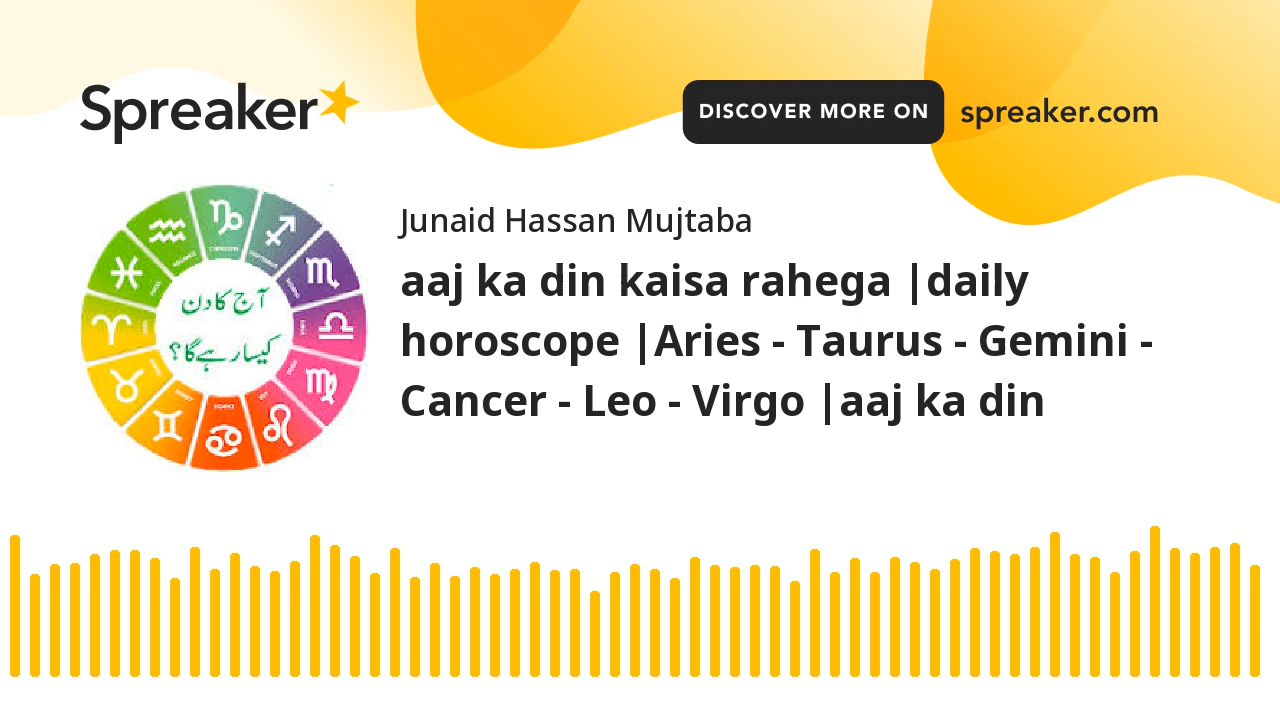 Spreaker
DISCOVER MORE ON
spreaker.com
Junaid Hassan Mujtaba
aaj ka din kaisa rahega |daily
horoscope |Aries - Taurus - Gemini -
Cancer - Leo - Virgo |aaj ka din
آج کا دن
کیسا رہے گا؟